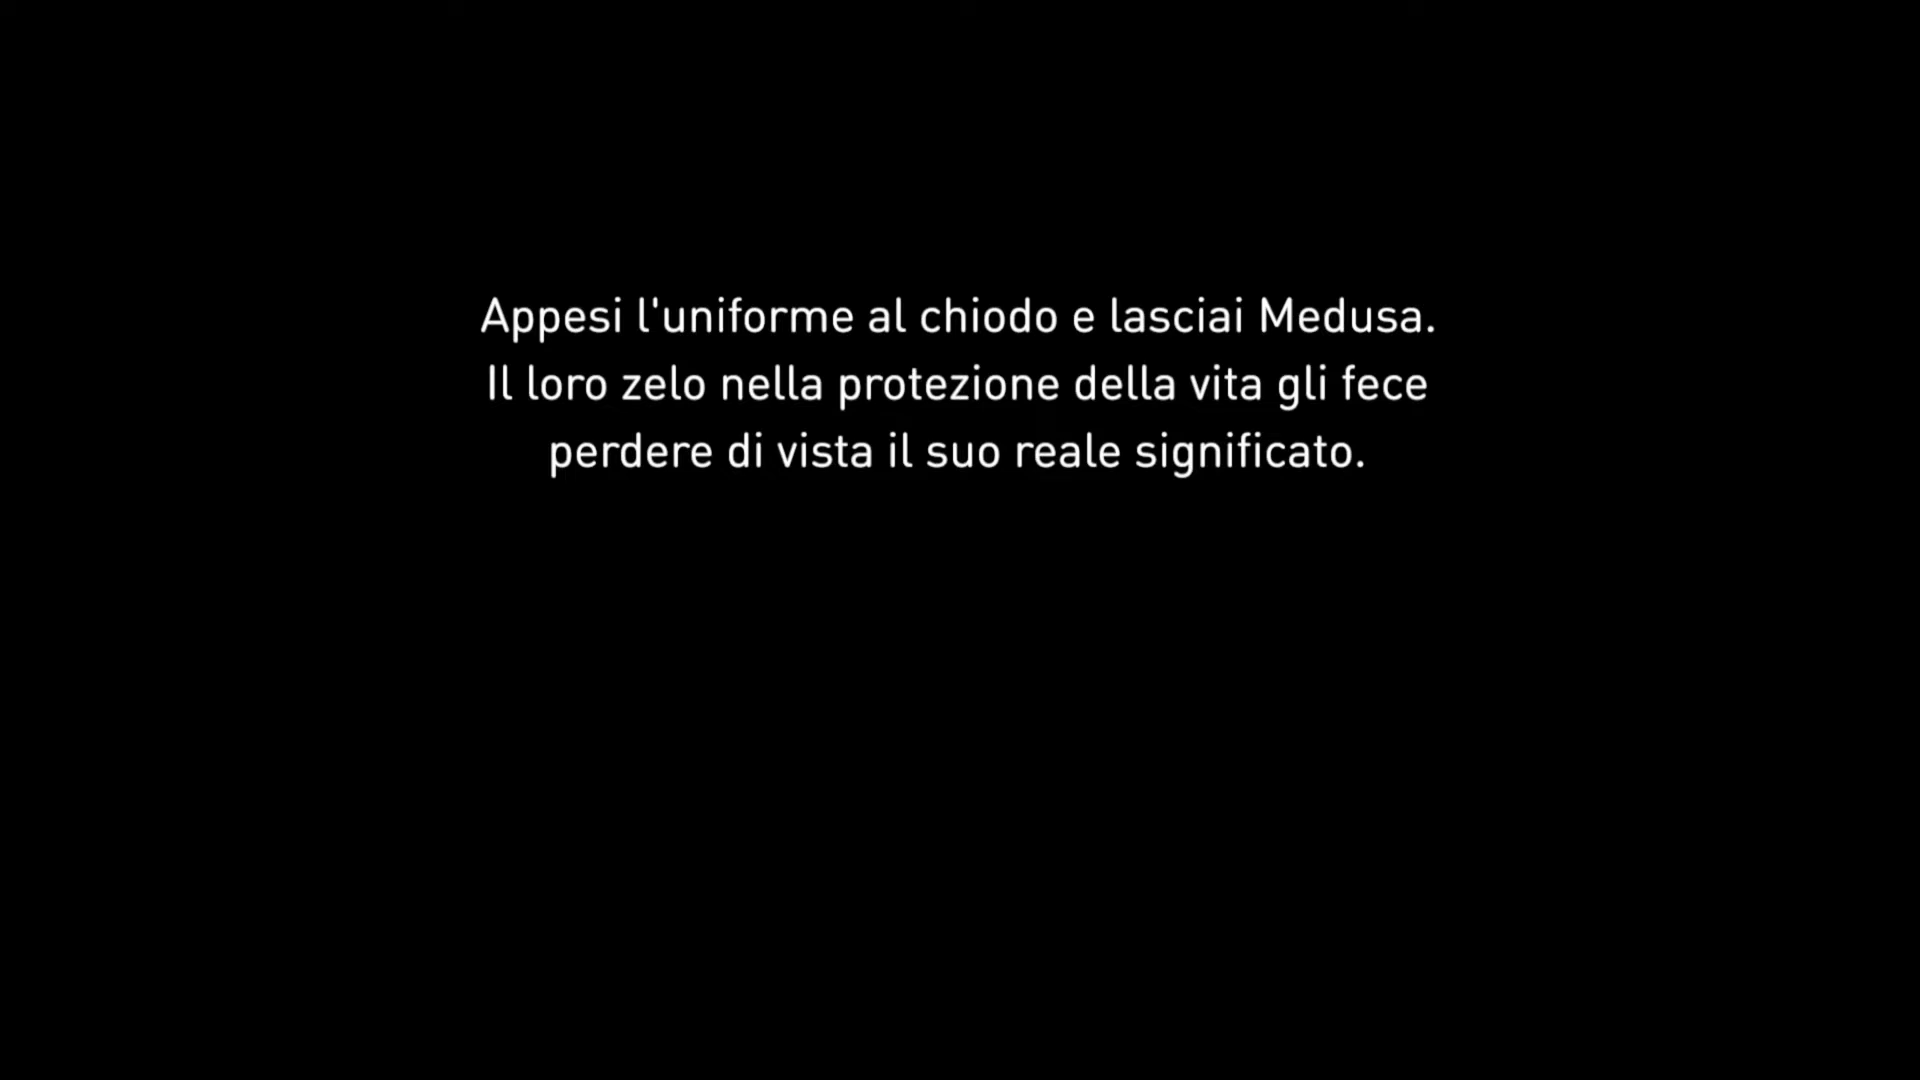 Appesi l'uniforme al chiodo e lasciai Medusa.
Il loro zelo nella protezione della vita gli fece
perdere di vista il suo reale significato.